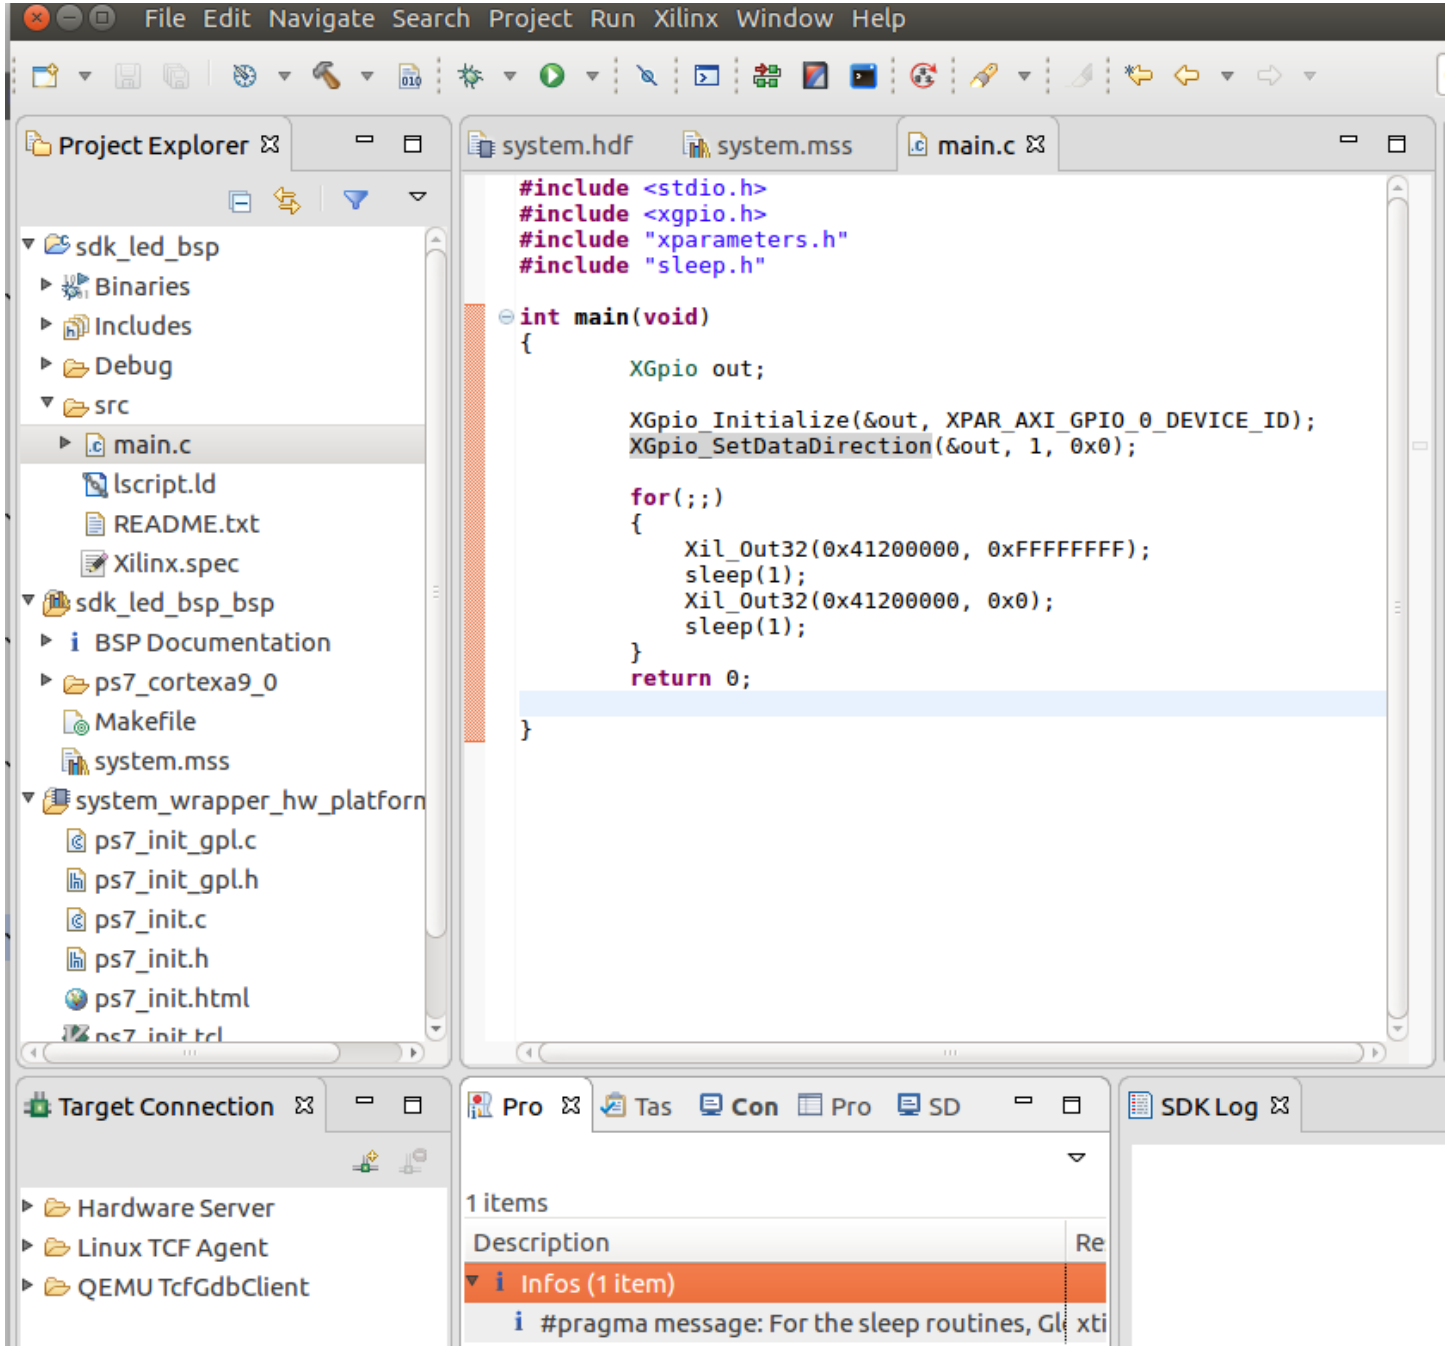 File Edit Navigate Search Project Run Xilinx Window Help
Project Explorer
sdk_led_bsp
Binaries
Includes
Debug
src
main.c
lscript.ld
README.txt
Xilinx.spec
sdk_led_bsp_bsp
BSP Documentation
ps7_cortexa9_0
Makefile
system.mss
system_wrapper_hw_platform
ps7_init_gpl.c
ps7_init_gpl.h
ps7_init.c
ps7_init.h
ps7_init.html
ps7_init.tcl
system.hdf system.mss main.c
#include <stdio.h>
#include <xgpio.h>
#include "xparameters.h"
#include "sleep.h"
int main(void)
{
XGpio out;
XGpio_Initialize(&out, XPAR_AXI_GPIO_0_DEVICE_ID);
XGpio_SetDataDirection(&out, 1, 0x0);
for(;;)
{
Xil_Out32(0x41200000, 0xFFFFFFFF);
sleep(1);
Xil_Out32(0x41200000, 0x0);
sleep(1);
}
return 0;
}
Target Connection
Hardware Server
Linux TCF Agent
QEMU TcfGdbClient
Pro Tas Con Pro SD
1 items
Description Re
Infos (1 item)
#pragma message: For the sleep routines, Gl xti
SDK Log